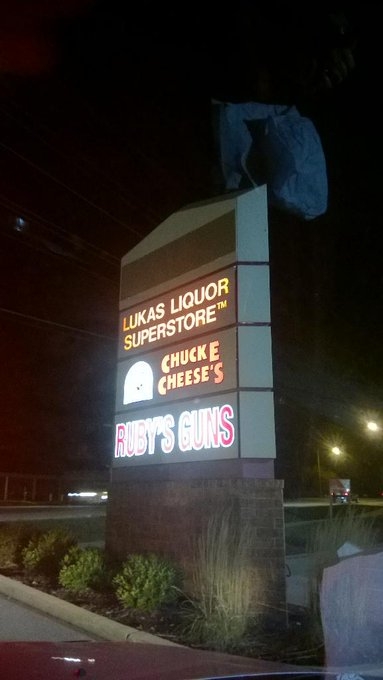 LUKAS LIQUOR
SUPERSTORE™
CHUCK E
CHEESE'S
RUBY'S GUNS